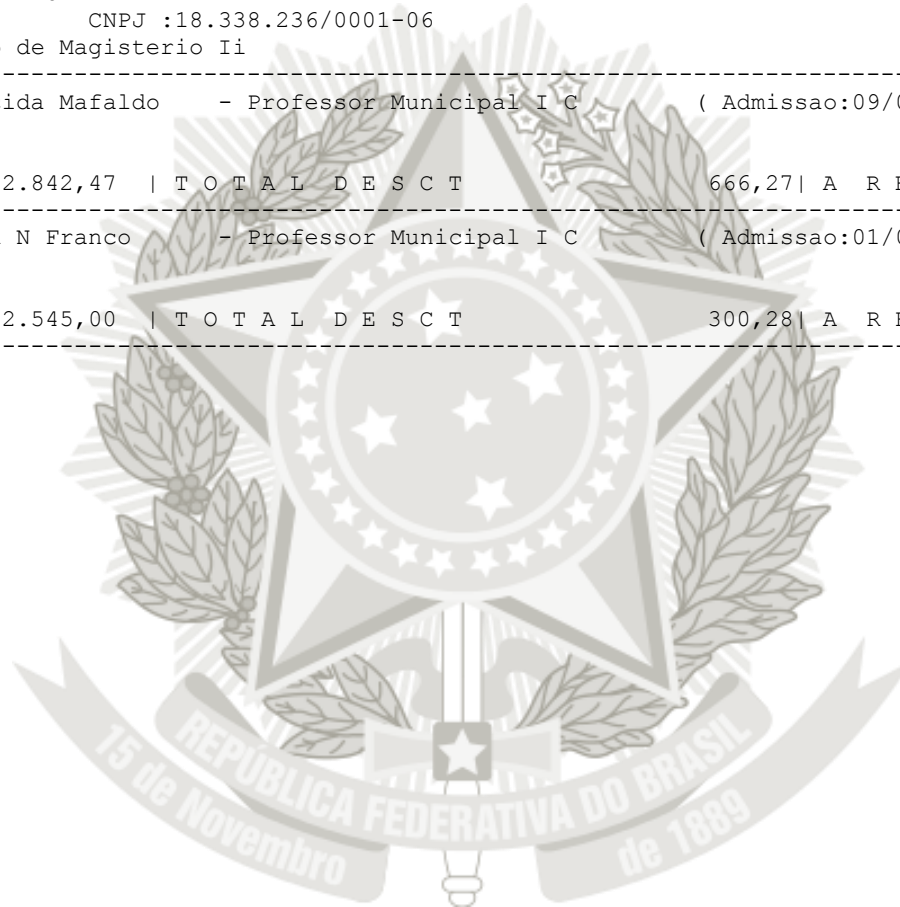 CNPJ :18.338.236/0001-06
de Magisterio Ii
------------------------------------------------------------
ida Mafaldo - Professor Municipal I C ( Admissao:09/0
2.842,47 | T O T A L D E S C T 666,27| A R E
------------------------------------------------------------
N Franco - Professor Municipal I C ( Admissao:01/0
2.545,00 | T O T A L D E S C T 300,28| A R E
------------------------------------------------------------
15 de Novembro
REPÚBLICA FEDERATIVA DO BRASIL
de 1889